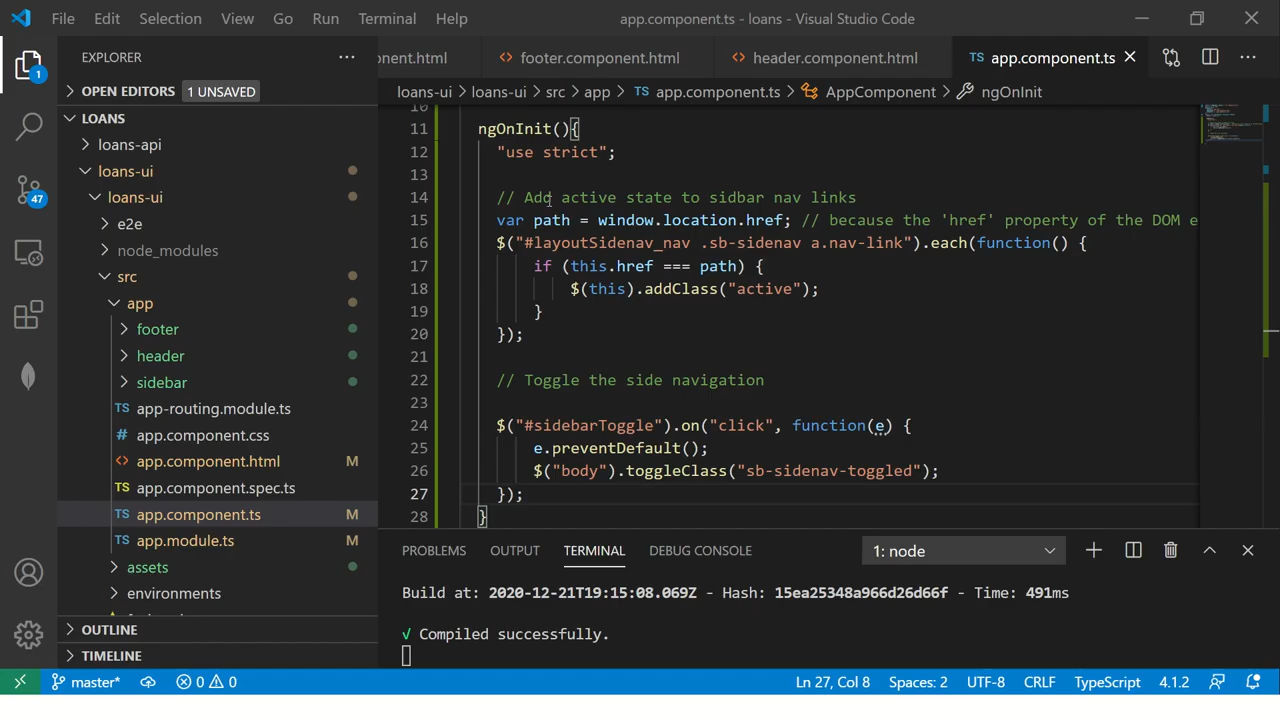 File Edit Selection View Go Run Terminal Help app.component.ts - loans - Visual Studio Code
EXPLORER ...
onent.html footer.component.html header.component.html TS app.component.ts
OPEN EDITORS 1 UNSAVED
loans-ui > loans-ui > src > app > TS app.component.ts > AppComponent > ngOnInit
LOANS
loans-api
loans-ui
loans-ui
e2e
node_modules
src
app
footer
header
sidebar
TS app-routing.module.ts
# app.component.css
<> app.component.html M
TS app.component.spec.ts
TS app.component.ts M
TS app.module.ts M
assets
environments
OUTLINE
TIMELINE
1
47
10
11 ngOnInit(){
12 "use strict";
13
14 // Add active state to sidbar nav links
15 var path = window.location.href; // because the 'href' property of the DOM e
16 $("#layoutSidenav_nav .sb-sidenav a.nav-link").each(function() {
17 if (this.href === path) {
18 $(this).addClass("active");
19 }
20 });
21
22 // Toggle the side navigation
23
24 $("#sidebarToggle").on("click", function(e) {
25 e.preventDefault();
26 $("body").toggleClass("sb-sidenav-toggled");
27 });
28 }
PROBLEMS OUTPUT TERMINAL DEBUG CONSOLE 1: node
Build at: 2020-12-21T19:15:08.069Z - Hash: 15ea25348a966d26d66f - Time: 491ms
√ Compiled successfully.
master* 0 0 Ln 27, Col 8 Spaces: 2 UTF-8 CRLF TypeScript 4.1.2